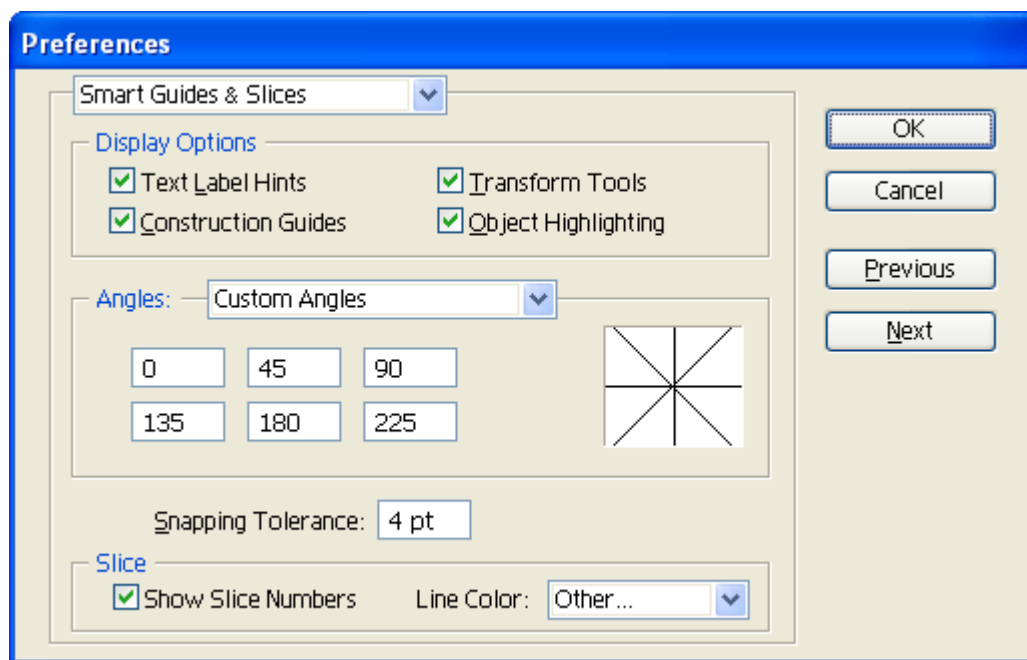 Preferences
Smart Guides & Slices
OK
Display Options
Text Label Hints
Transform Tools
Cancel
Construction Guides
Object Highlighting
Previous
Angles: Custom Angles
Next
0 45 90
135 180 225
Snapping Tolerance: 4 pt
Slice
Show Slice Numbers
Line Color: Other...